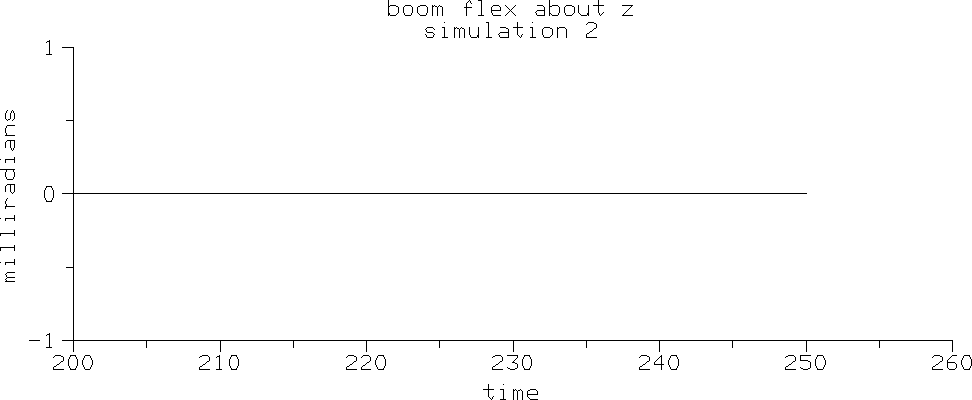 boom flex about z
simulation 2
1
0
-1
milliradians
200 210 220 230 240 250 260
time